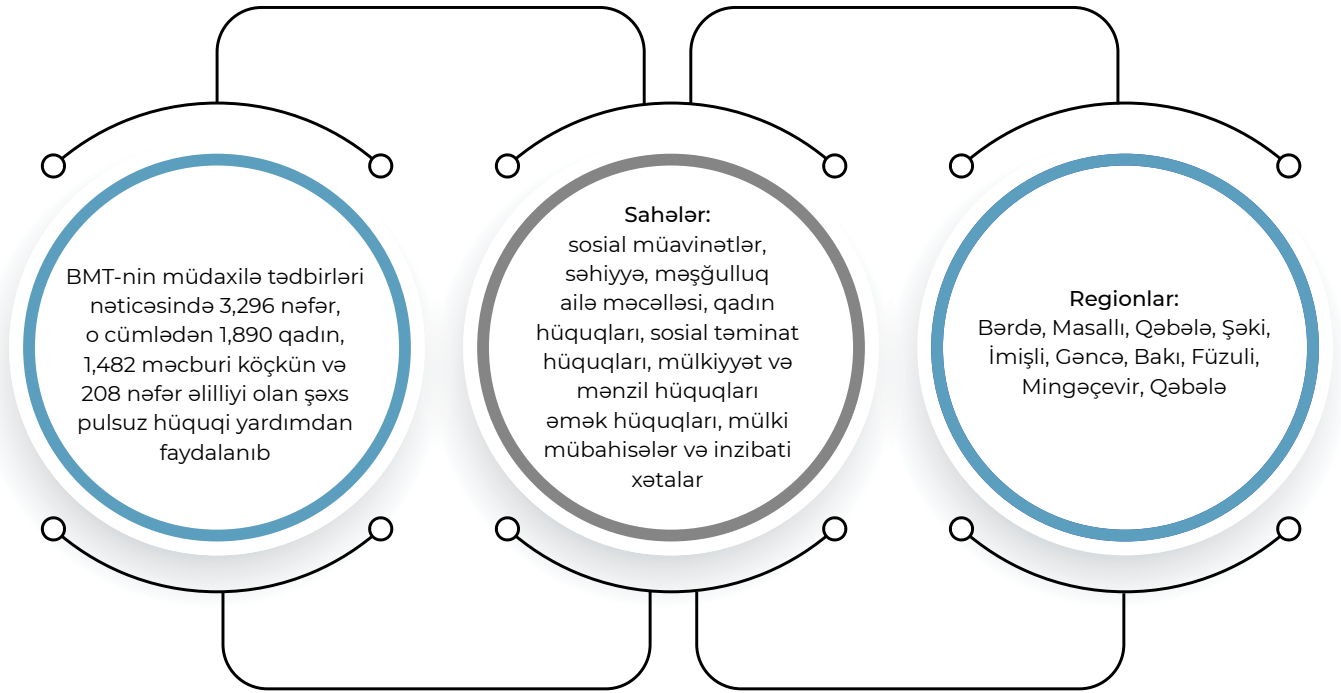 BMT-nin müdaxilə tədbirləri
nəticəsində 3,296 nəfər,
o cümlədən 1,890 qadın,
1,482 məcburi köçkün və
208 nəfər əlilliyi olan şəxs
pulsuz hüquqi yardımdan
faydalanıb
Sahələr:
sosial müavinətlər,
səhiyyə, məşğulluq
ailə məcəlləsi, qadın
hüquqları, sosial təminat
hüquqları, mülkiyyət və
mənzil hüquqları
əmək hüquqları, mülki
mübahisələr və inzibati
xətalar
Regionlar:
Bərdə, Masallı, Qəbələ, Şəki,
İmişli, Gəncə, Bakı, Füzuli,
Mingəçevir, Qəbələ